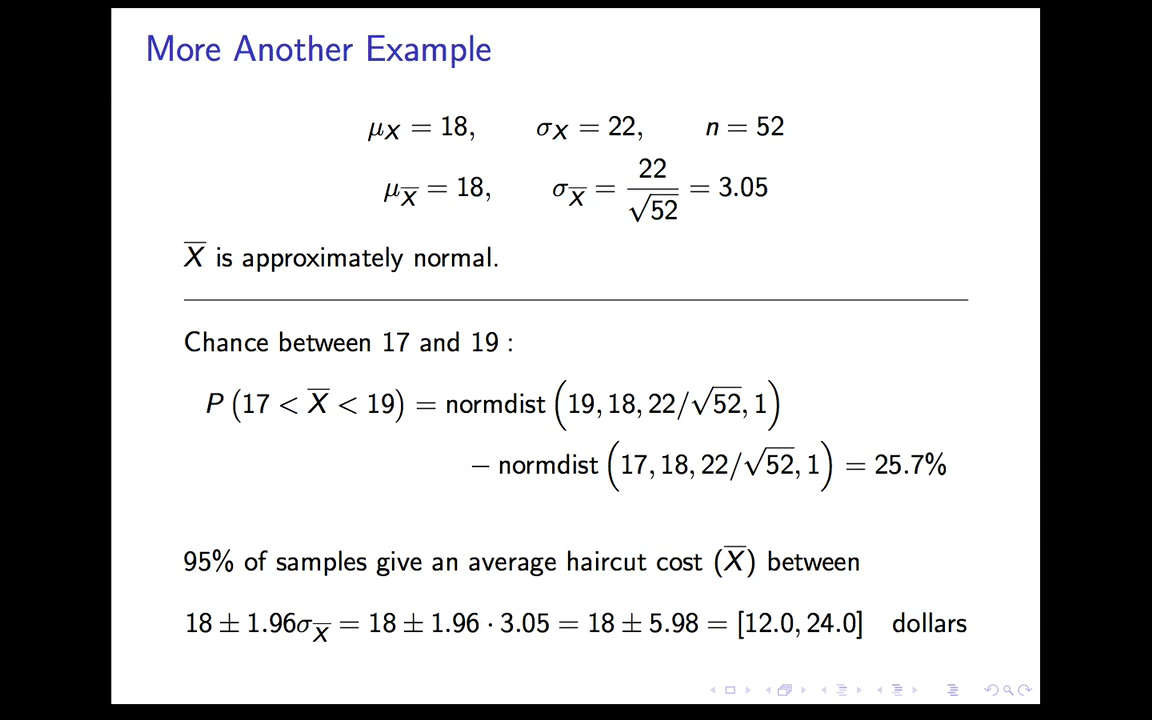 More Another Example
μ_X = 18, σ_X = 22, n = 52
μ_X̅ = 18, σ_X̅ = 22/√52 = 3.05
X̅ is approximately normal.
Chance between 17 and 19 :
P (17 < X̅ < 19) = normdist (19, 18, 22/√52, 1)
− normdist (17, 18, 22/√52, 1) = 25.7%
95% of samples give an average haircut cost (X̅) between
18 ± 1.96σ_X̅ = 18 ± 1.96 · 3.05 = 18 ± 5.98 = [12.0, 24.0] dollars